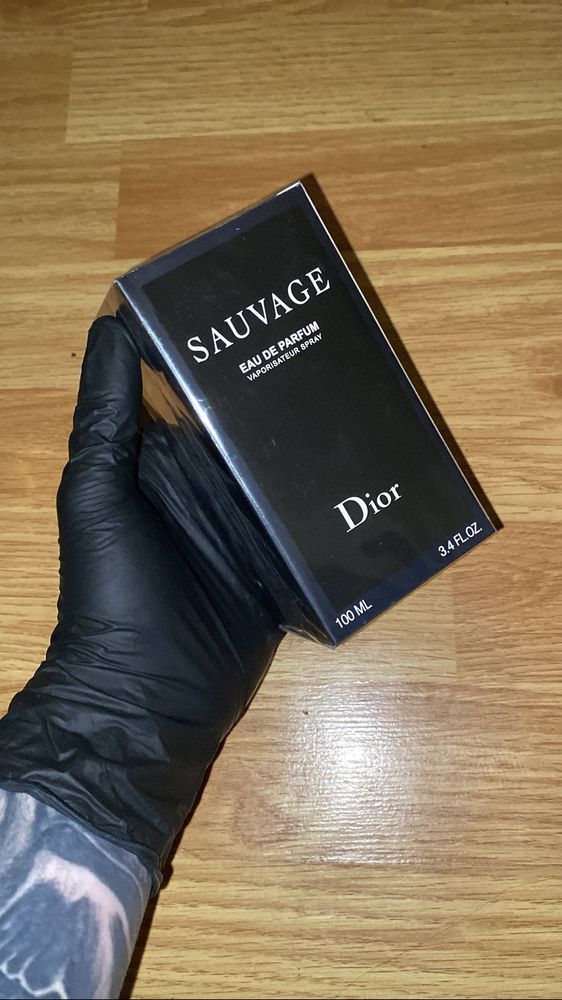 SAUVAGE
EAU DE PARFUM
VAPORISATEUR SPRAY
Dior
100 ML
3.4 FL.OZ.